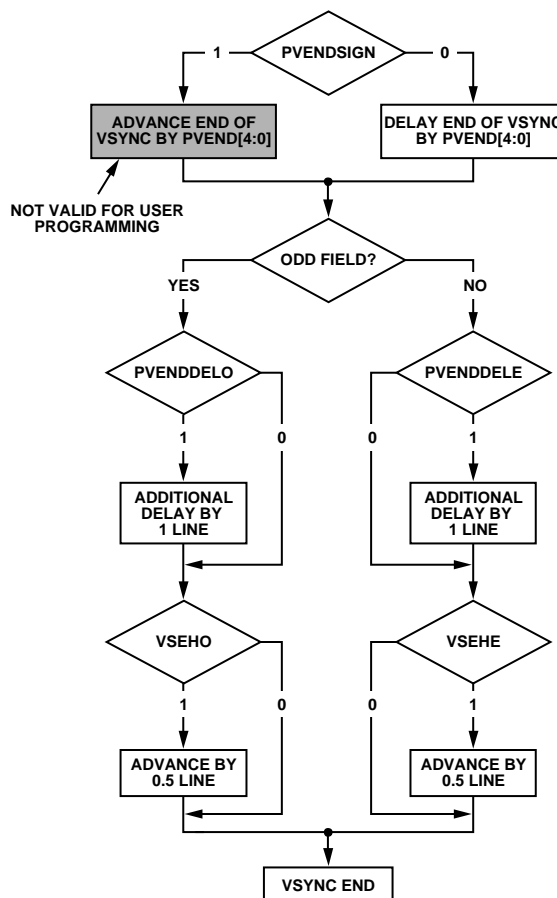 PVENDSIGN
1
0
ADVANCE END OF
VSYNC BY PVEND[4:0]
DELAY END OF VSYNC
BY PVEND[4:0]
NOT VALID FOR USER
PROGRAMMING
ODD FIELD?
YES
NO
PVENDDELO
PVENDDELE
1
0
0
1
ADDITIONAL
DELAY BY
1 LINE
ADDITIONAL
DELAY BY
1 LINE
VSEHO
VSEHE
1
0
0
1
ADVANCE BY
0.5 LINE
ADVANCE BY
0.5 LINE
VSYNC END